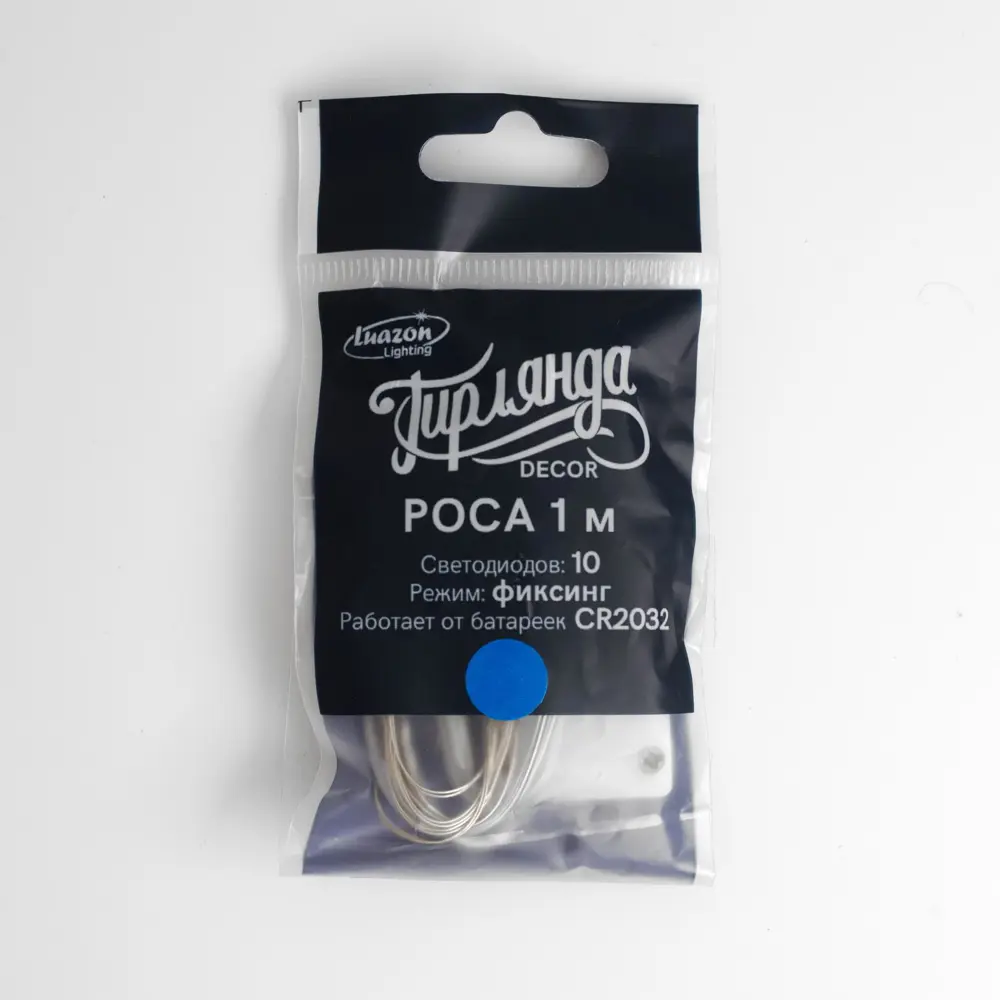 Luazon
Lighting
Гирлянда
DECOR
РОСА 1 м
Светодиодов: 10
Режим: фиксинг
Работает от батареек CR2032